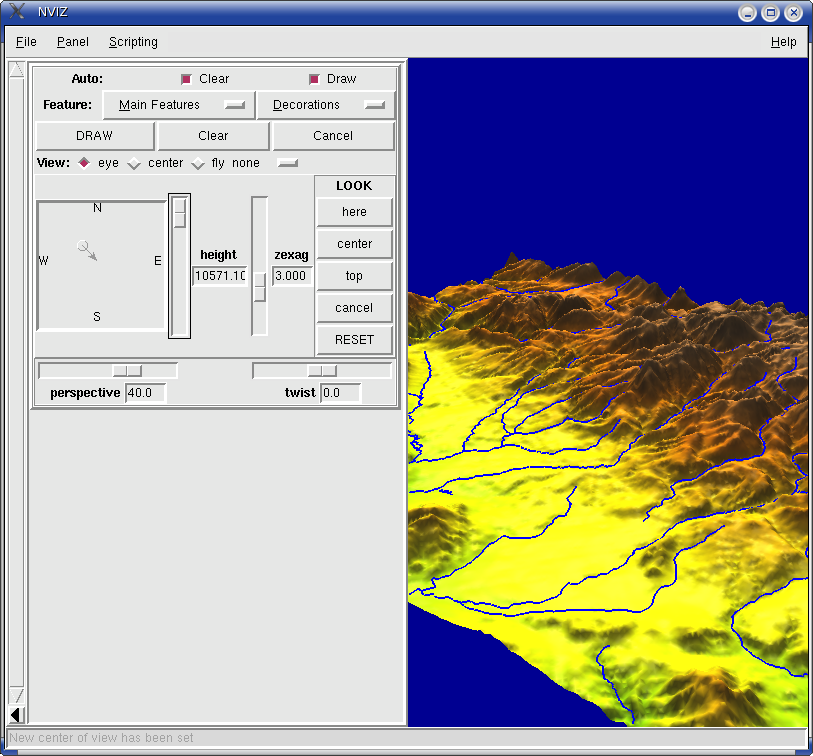 NVIZ
File Panel Scripting Help
Auto: Clear Draw
Feature: Main Features Decorations
DRAW Clear Cancel
View: eye center fly none
LOOK
N
here
W E
height zexag
center
10571.10 3.000
top
S
cancel
RESET
perspective 40.0 twist 0.0
New center of view has been set